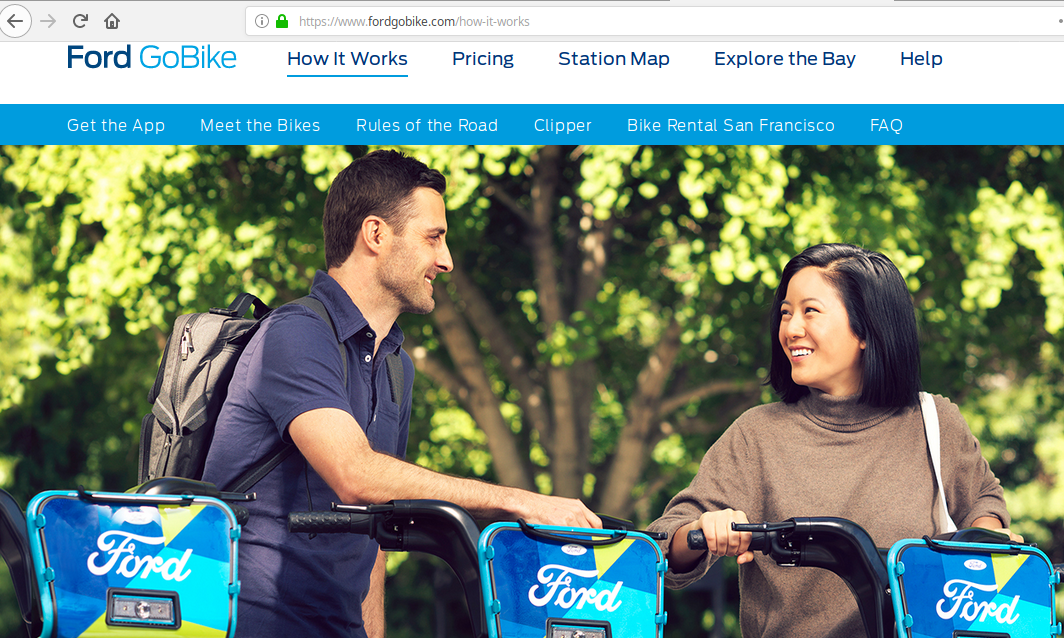 https://www.fordgobike.com/how-it-works
Ford GoBike How It Works Pricing Station Map Explore the Bay Help
Get the App Meet the Bikes Rules of the Road Clipper Bike Rental San Francisco FAQ
Ford Ford Ford